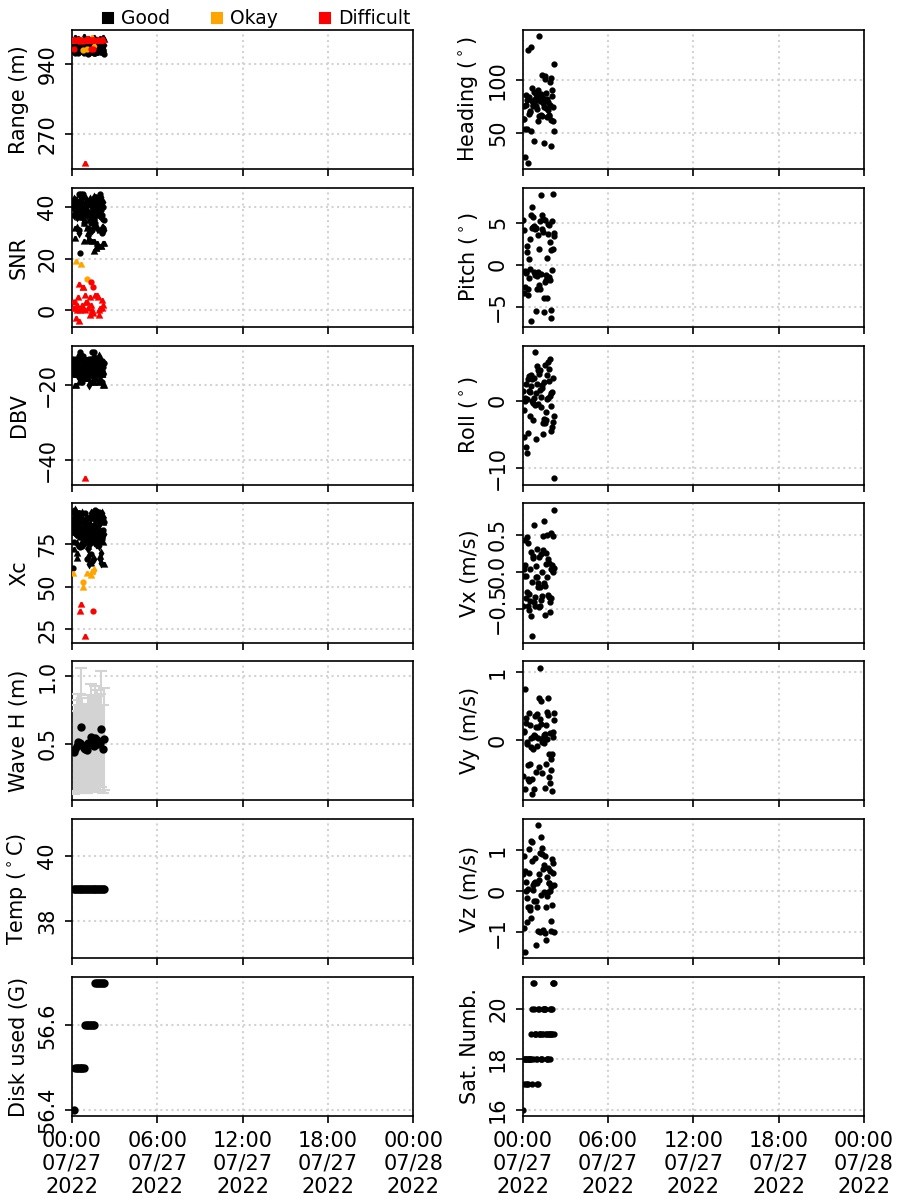 Good Okay Difficult
Range (m)
940
270
Heading (°)
100
50
SNR
40
20
0
Pitch (°)
5
0
−5
DBV
−20
−40
Roll (°)
0
−10
Xc
75
50
25
Vx (m/s)
0.5
0.0
−0.5
Wave H (m)
1.0
0.5
Vy (m/s)
1
0
Temp (°C)
40
38
Vz (m/s)
1
0
−1
Disk used (G)
56.6
56.4
Sat. Numb.
20
18
16
00:00 06:00 12:00 18:00 00:00 00:00 06:00 12:00 18:00 00:00
07/27 07/27 07/27 07/27 07/28 07/27 07/27 07/27 07/27 07/28
2022 2022 2022 2022 2022 2022 2022 2022 2022 2022